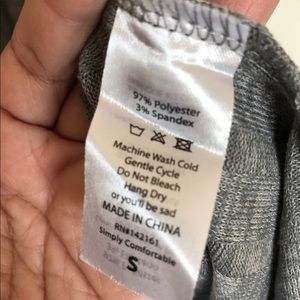 97% Polyester
3% Spandex
Machine Wash Cold
Gentle Cycle
Do Not Bleach
Hang Dry
or you'll be sad
MADE IN CHINA
RN#142161
Simply Comfortable
S